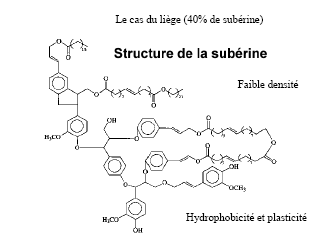 Le cas du liège (40% de subérine)
Structure de la subérine
Faible densité
H₃CO
OH
OH
OCH₃
H₃CO
OH
Hydrophobicité et plasticité